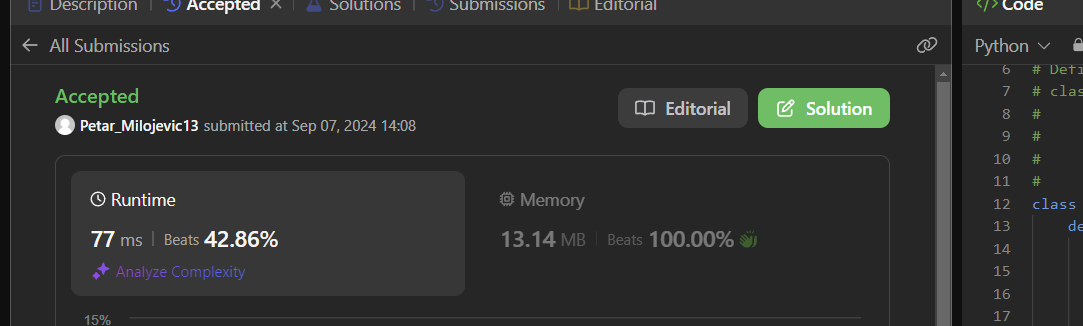 Description Accepted Solutions Submissions Editorial
</> Code
All Submissions
Python
Accepted
Editorial
Solution
Petar_Milojevic13 submitted at Sep 07, 2024 14:08
Runtime
77 ms | Beats 42.86%
Analyze Complexity
Memory
13.14 MB | Beats 100.00%
15%
6 # Defi
7 # clas
8 #
9 #
10 #
11 #
12 class
13 de
14
15
16
17